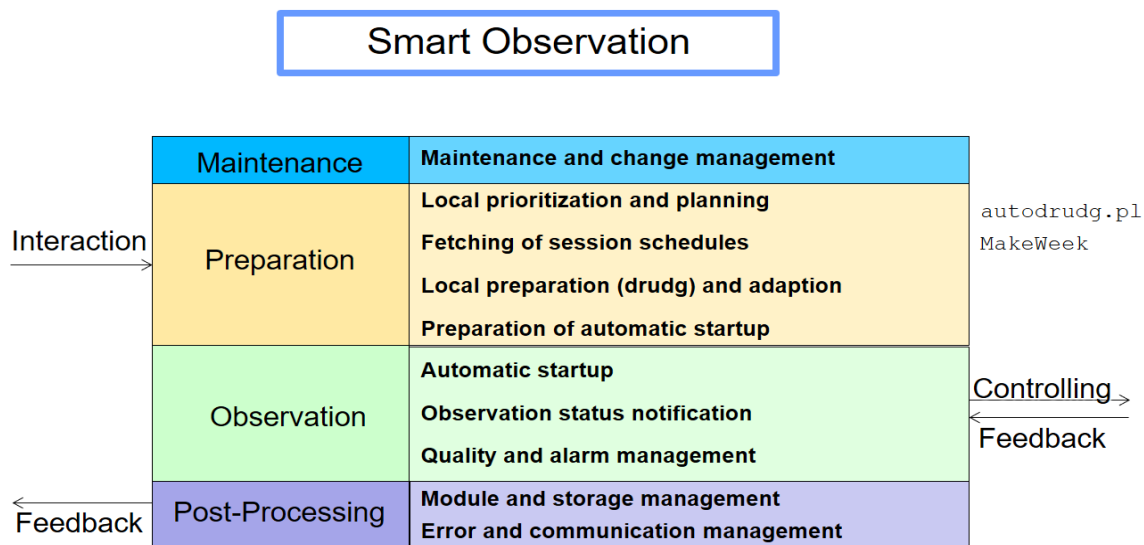 Smart Observation
Maintenance
Maintenance and change management
Interaction
Preparation
Local prioritization and planning
Fetching of session schedules
Local preparation (drudg) and adaption
Preparation of automatic startup
autodrudg.pl
MakeWeek
Observation
Automatic startup
Observation status notification
Quality and alarm management
Controlling
Feedback
Feedback
Post-Processing
Module and storage management
Error and communication management